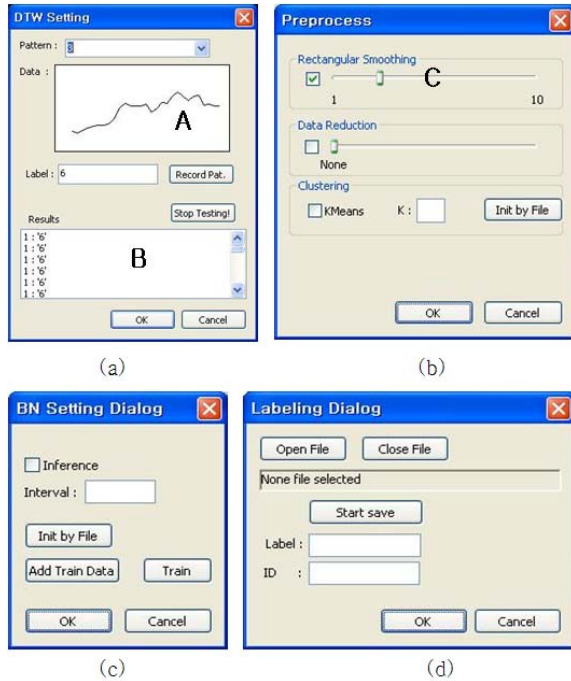 DTW Setting
Pattern : 3
Data :
A
Label : 6
Record Pat.
Stop Testing!
Results
1 : '6'
1 : '6'
1 : '6'
1 : '6'
1 : '6'
1 : '6'
B
OK Cancel
(a)
Preprocess
Rectangular Smoothing
C
1 10
Data Reduction
None
Clustering
KMeans K : Init by File
OK Cancel
(b)
BN Setting Dialog
Inference
Interval :
Init by File
Add Train Data Train
OK Cancel
(c)
Labeling Dialog
Open File Close File
None file selected
Start save
Label :
ID :
OK Cancel
(d)